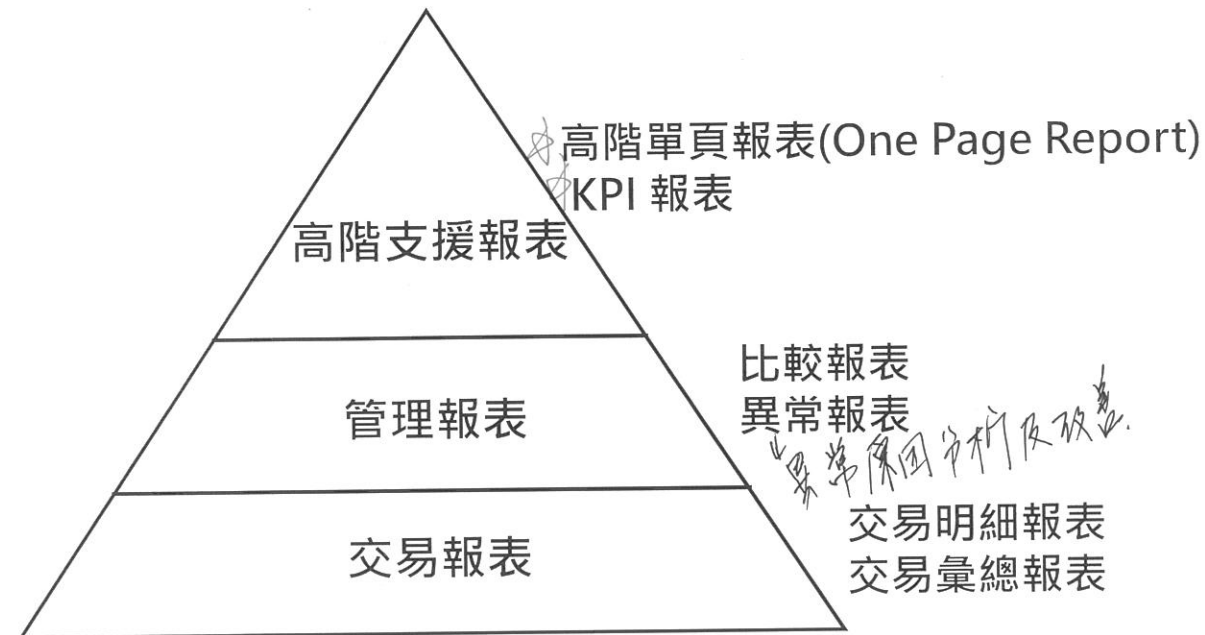 高階單頁報表(One Page Report)
KPI 報表
高階支援報表
比較報表
管理報表
異常報表
異常原因分析及改善
交易明細報表
交易報表
交易彙總報表